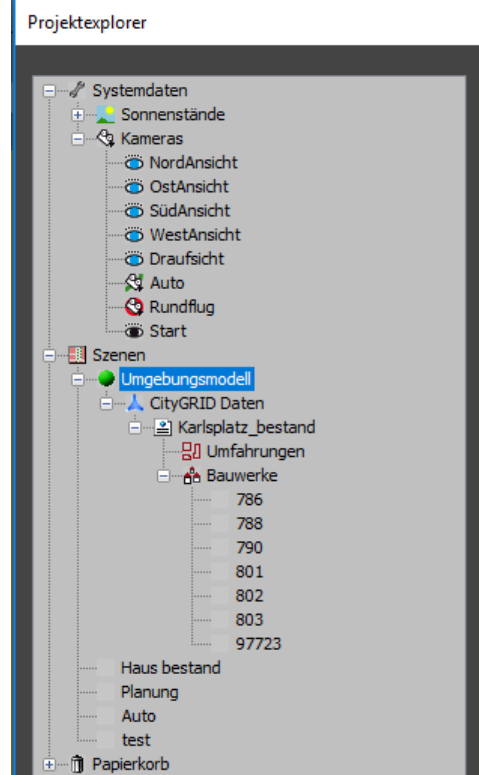 Projektexplorer
Systemdaten
Sonnenstände
Kameras
NordAnsicht
OstAnsicht
SüdAnsicht
WestAnsicht
Draufsicht
Auto
Rundflug
Start
Szenen
Umgebungsmodell
CityGRID Daten
Karlsplatz_bestand
Umfahrungen
Bauwerke
786
788
790
801
802
803
97723
Haus bestand
Planung
Auto
test
Papierkorb